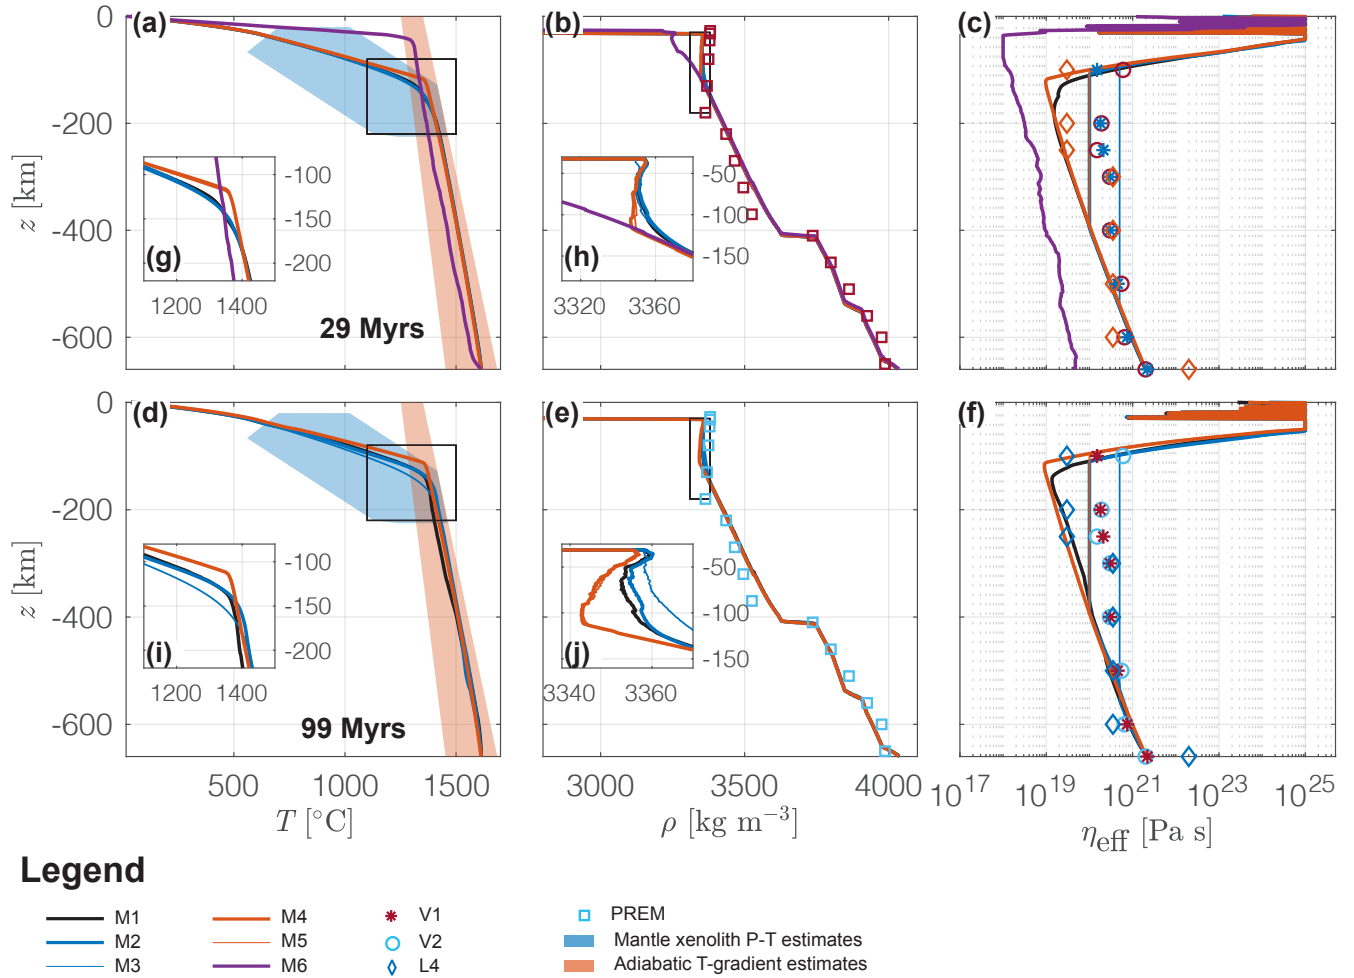 (a)
0
-200
-400
-600
z [km]
(g)
-100
-150
-200
1200
1400
29 Myrs
(b)
(h)
-50
-100
-150
3320
3360
(c)
(d)
0
-200
-400
-600
z [km]
(i)
-100
-150
-200
1200
1400
99 Myrs
500
1000
1500
T [°C]
(e)
(j)
-50
-100
-150
3340
3360
3000
3500
4000
ρ [kg m⁻³]
(f)
10¹⁷
10¹⁹
10²¹
10²³
10²⁵
η_eff [Pa s]
Legend
M1 M4 V1 PREM
M2 M5 V2 Mantle xenolith P-T estimates
M3 M6 L4 Adiabatic T-gradient estimates